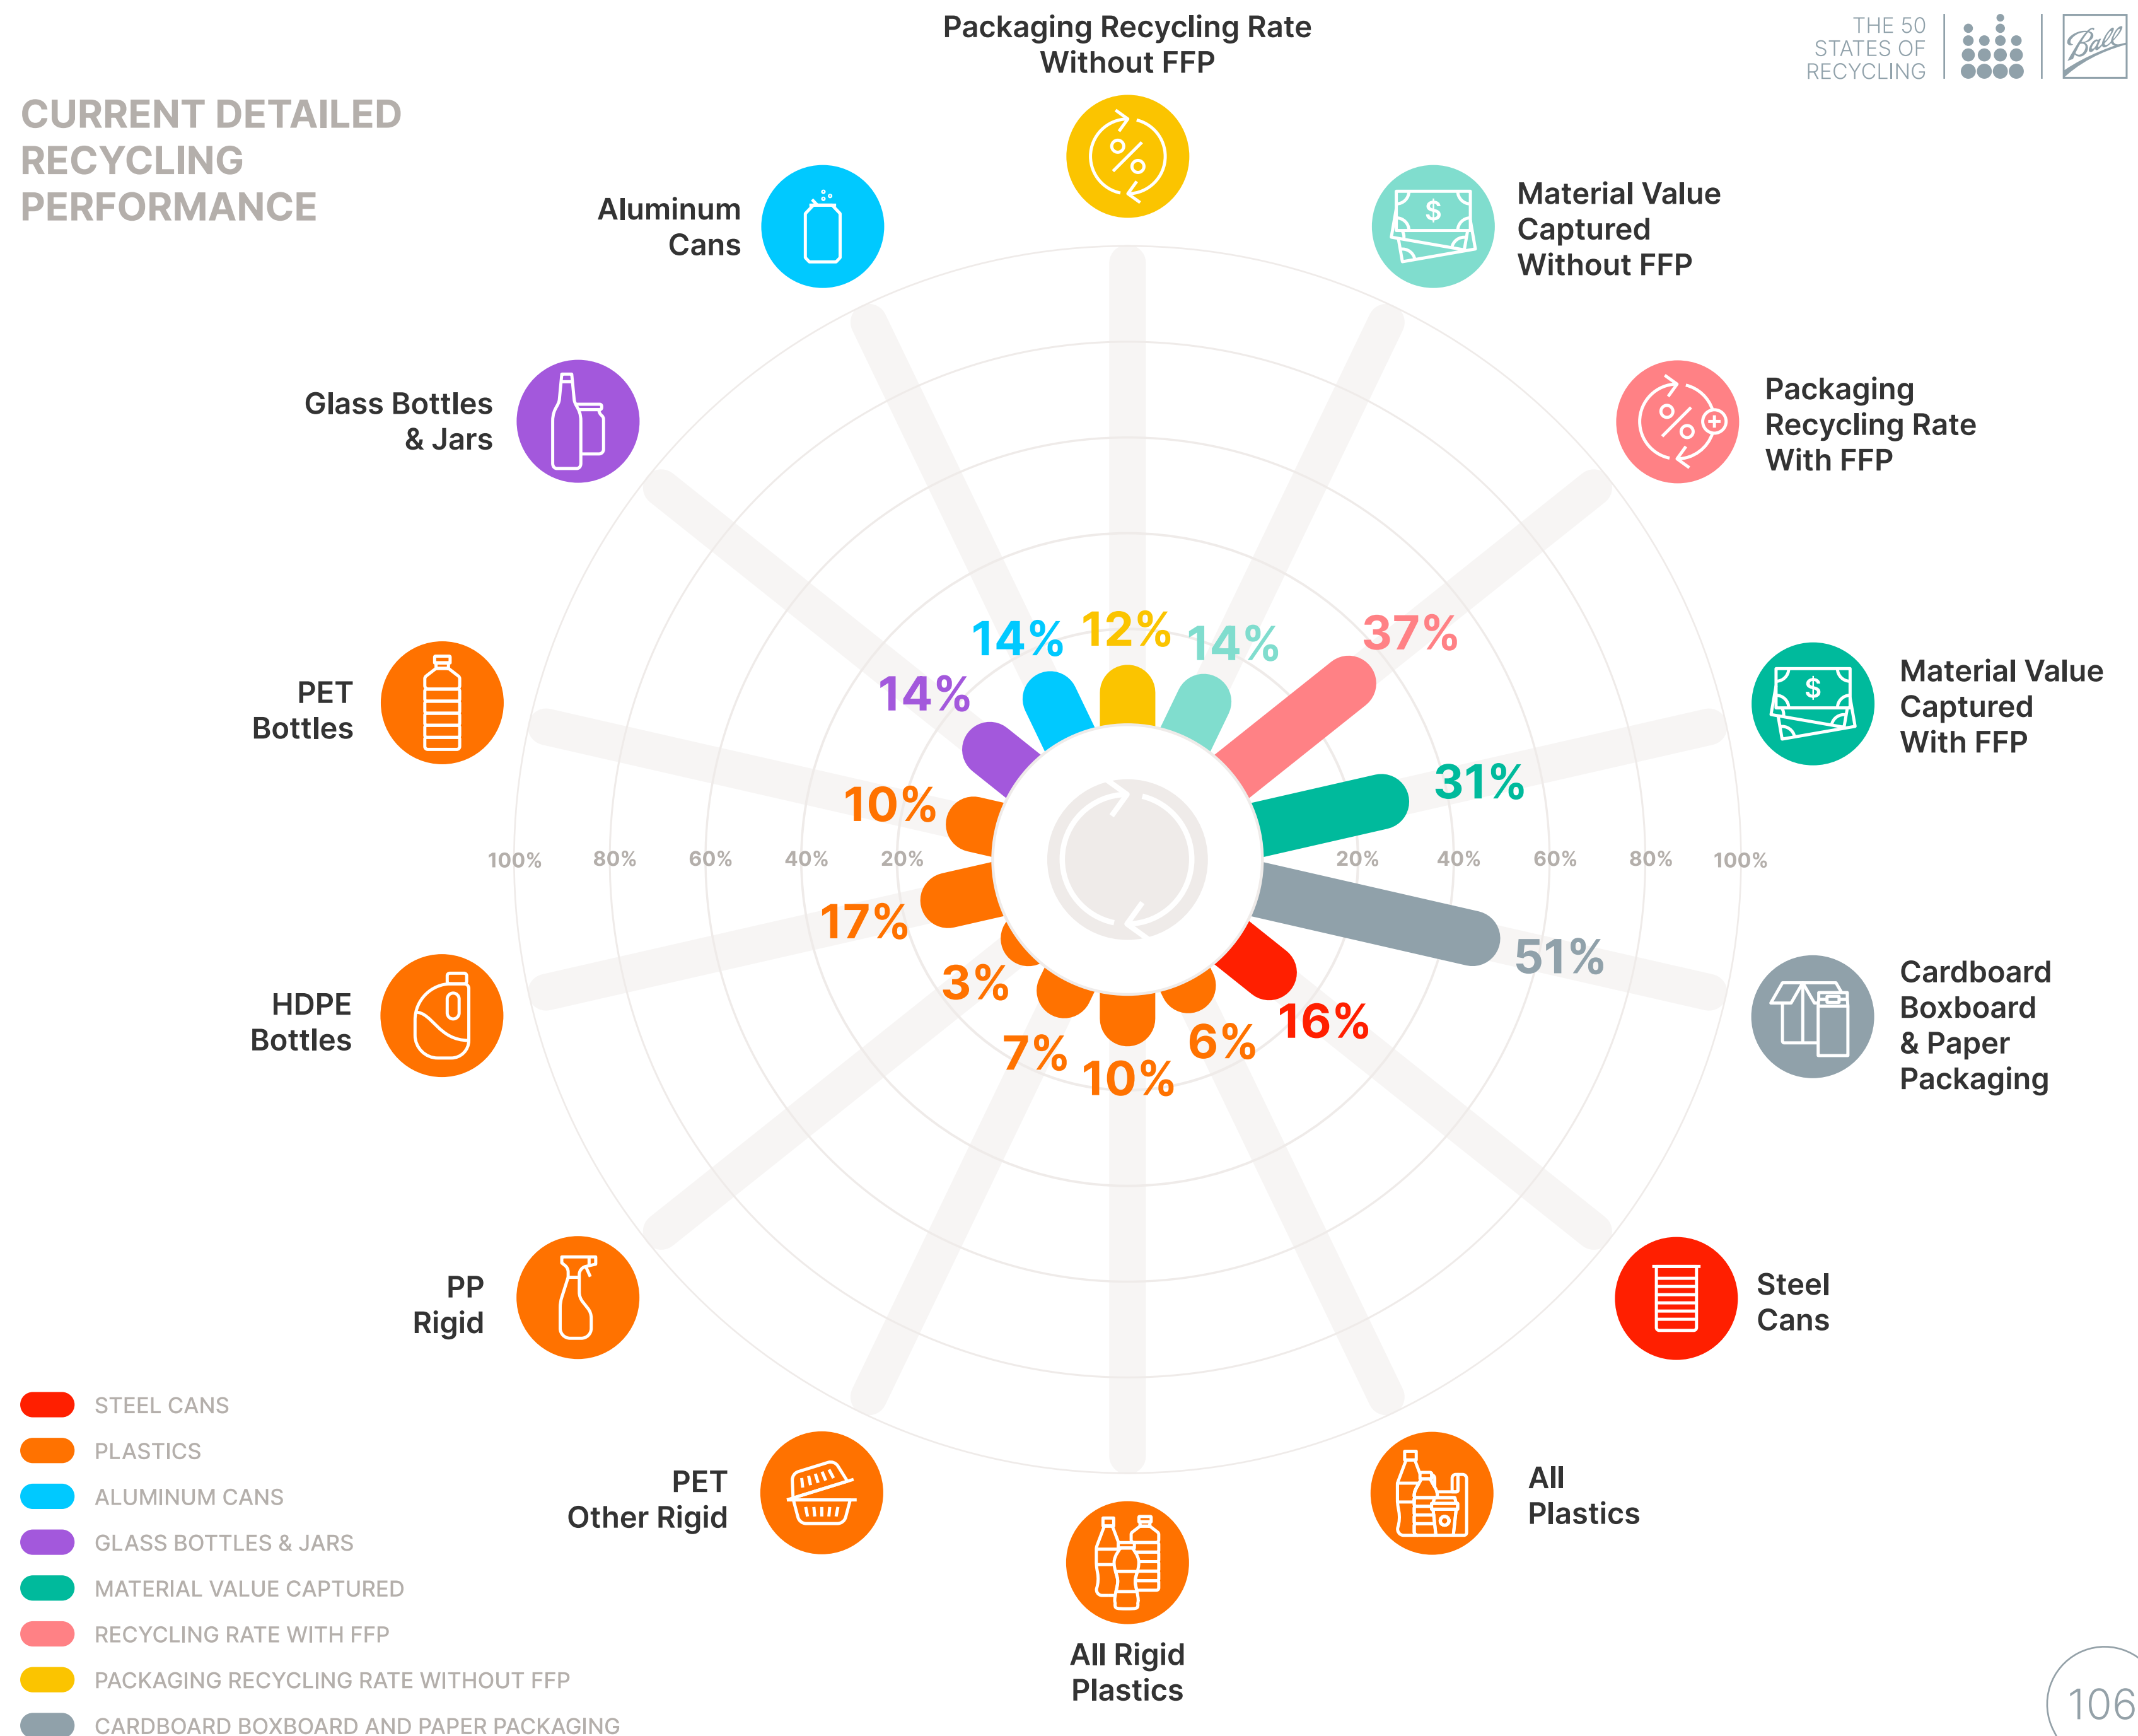 Packaging Recycling Rate
Without FFP
THE 50
STATES OF
RECYCLING
Ball
CURRENT DETAILED
RECYCLING
PERFORMANCE
Aluminum
Cans
Material Value
Captured
Without FFP
Glass Bottles
& Jars
Packaging
Recycling Rate
With FFP
PET
Bottles
Material Value
Captured
With FFP
14%
12%
14%
37%
14%
31%
10%
100%
80%
60%
40%
20%
20%
40%
60%
80%
100%
17%
51%
3%
16%
7%
10%
6%
HDPE
Bottles
Cardboard
Boxboard
& Paper
Packaging
PP
Rigid
Steel
Cans
PET
Other Rigid
All
Plastics
All Rigid
Plastics
STEEL CANS
PLASTICS
ALUMINUM CANS
GLASS BOTTLES & JARS
MATERIAL VALUE CAPTURED
RECYCLING RATE WITH FFP
PACKAGING RECYCLING RATE WITHOUT FFP
CARDBOARD BOXBOARD AND PAPER PACKAGING
106